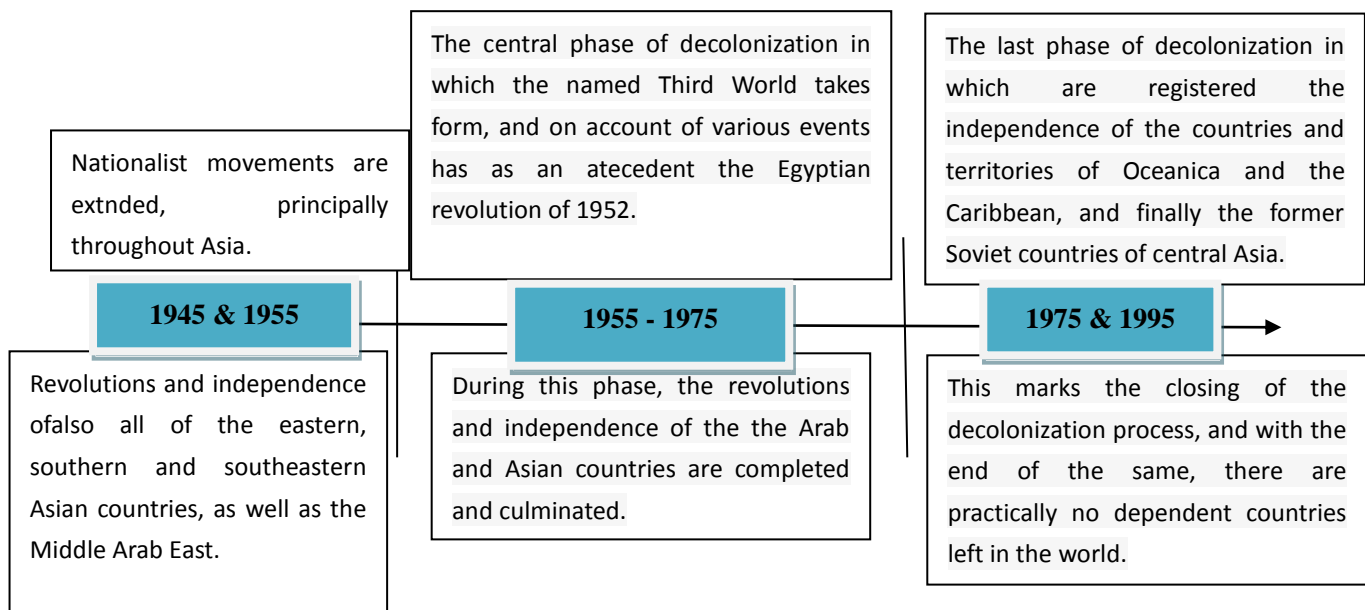 Nationalist movements are
extnded, principally
throughout Asia.
1945 & 1955
Revolutions and independence
ofalso all of the eastern,
southern and southeastern
Asian countries, as well as the
Middle Arab East.
The central phase of decolonization in
which the named Third World takes
form, and on account of various events
has as an atecedent the Egyptian
revolution of 1952.
1955 - 1975
During this phase, the revolutions
and independence of the the Arab
and Asian countries are completed
and culminated.
The last phase of decolonization in
which are registered the
independence of the countries and
territories of Oceanica and the
Caribbean, and finally the former
Soviet countries of central Asia.
1975 & 1995
This marks the closing of the
decolonization process, and with the
end of the same, there are
practically no dependent countries
left in the world.